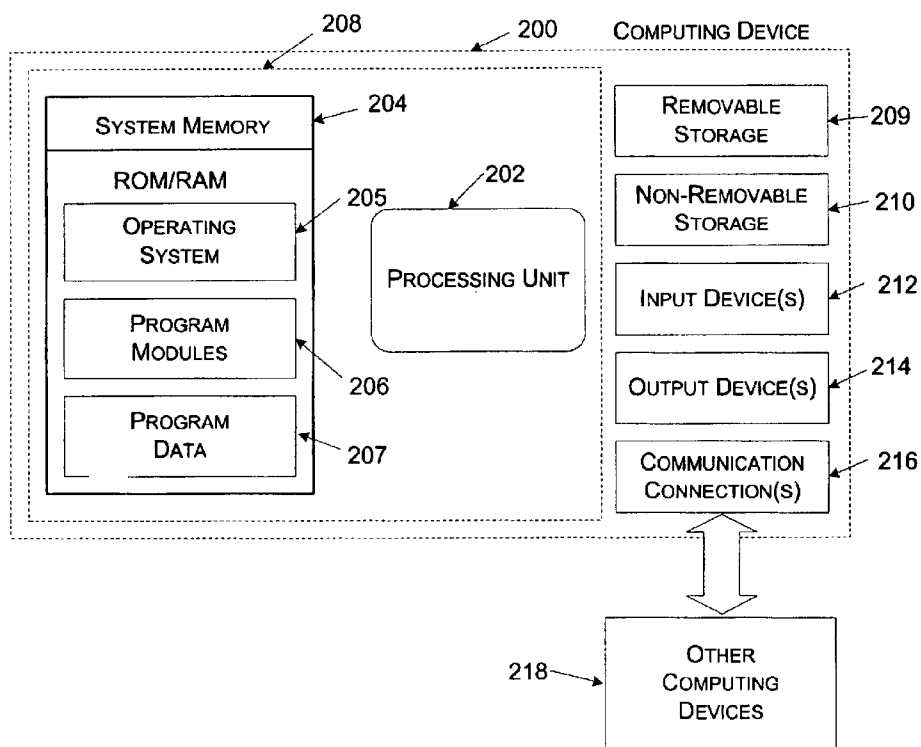 208
200
COMPUTING DEVICE
204
SYSTEM MEMORY
ROM/RAM
205
OPERATING
SYSTEM
PROGRAM
MODULES
206
PROGRAM
DATA
207
202
PROCESSING UNIT
REMOVABLE
STORAGE
209
NON-REMOVABLE
STORAGE
210
INPUT DEVICE(S)
212
OUTPUT DEVICE(S)
214
COMMUNICATION
CONNECTION(S)
216
218
OTHER
COMPUTING
DEVICES